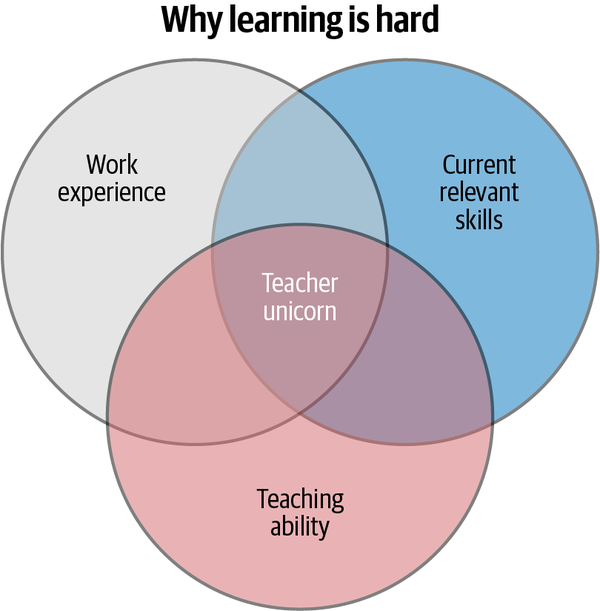 Why learning is hard
Work
experience
Current
relevant
skills
Teacher
unicorn
Teaching
ability